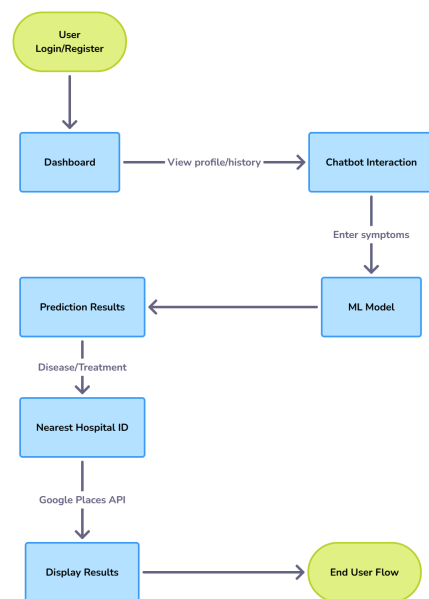 User
Login/Register
Dashboard
View profile/history
Chatbot Interaction
Enter symptoms
Prediction Results
ML Model
Disease/Treatment
Nearest Hospital ID
Google Places API
Display Results
End User Flow